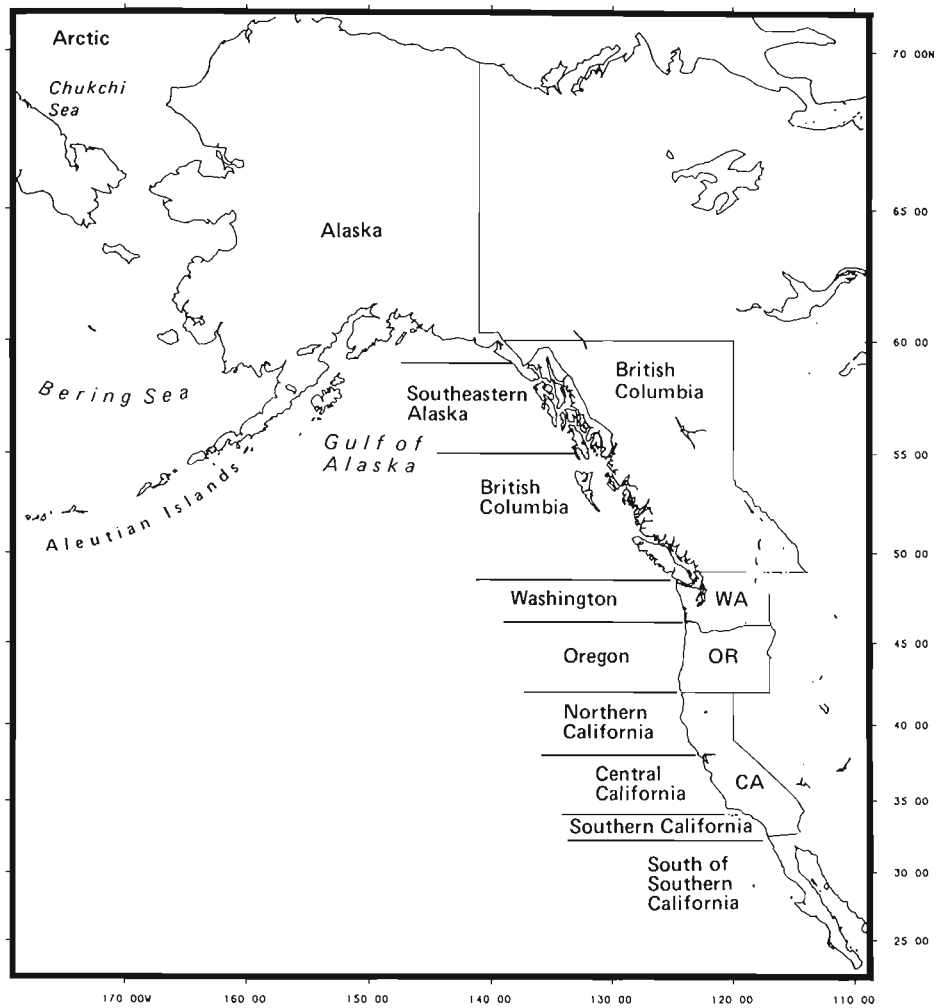 Arctic
Chukchi
Sea
Alaska
Bering Sea
Aleutian Islands
Gulf of
Alaska
Southeastern
Alaska
British
Columbia
British
Columbia
Washington
WA
Oregon
OR
Northern
California
Central
California
CA
Southern California
South of
Southern
California
70 00N
65 00
60 00
55 00
50 00
45 00
40 00
35 00
30 00
25 00
170 00W
160 00
150 00
140 00
130 00
120 00
110 00